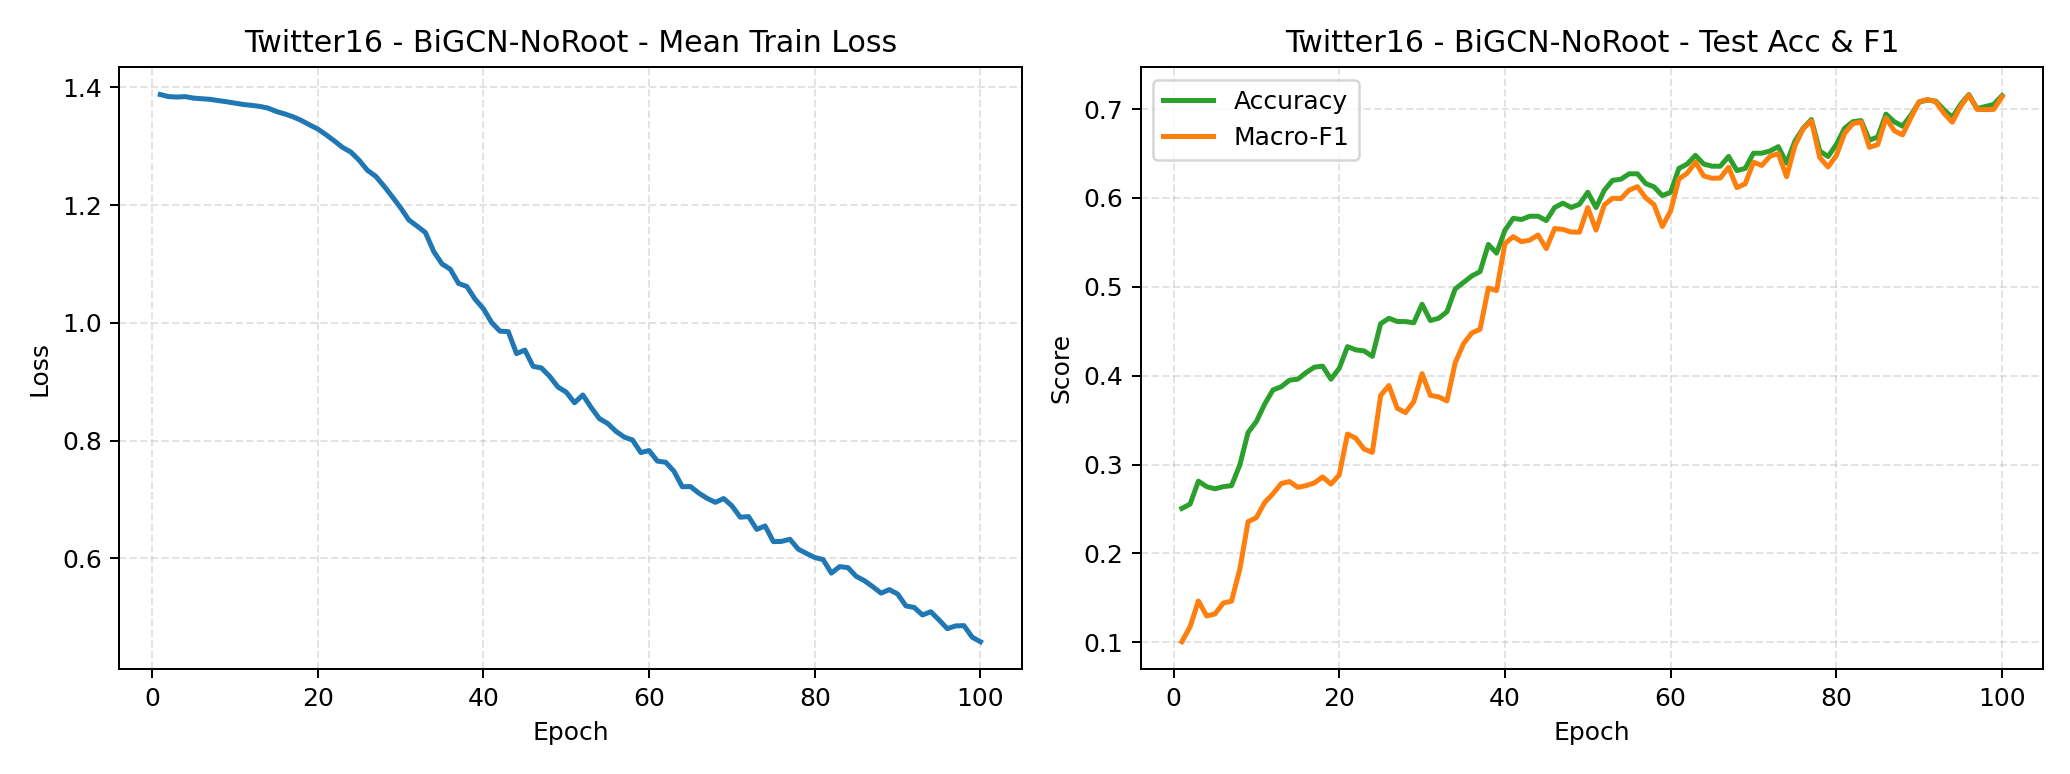 Twitter16 - BiGCN-NoRoot - Mean Train Loss
1.4
1.2
1.0
0.8
0.6
Loss
0 20 40 60 80 100
Epoch
Twitter16 - BiGCN-NoRoot - Test Acc & F1
Accuracy
Macro-F1
0.7
0.6
0.5
0.4
0.3
0.2
0.1
Score
0 20 40 60 80 100
Epoch